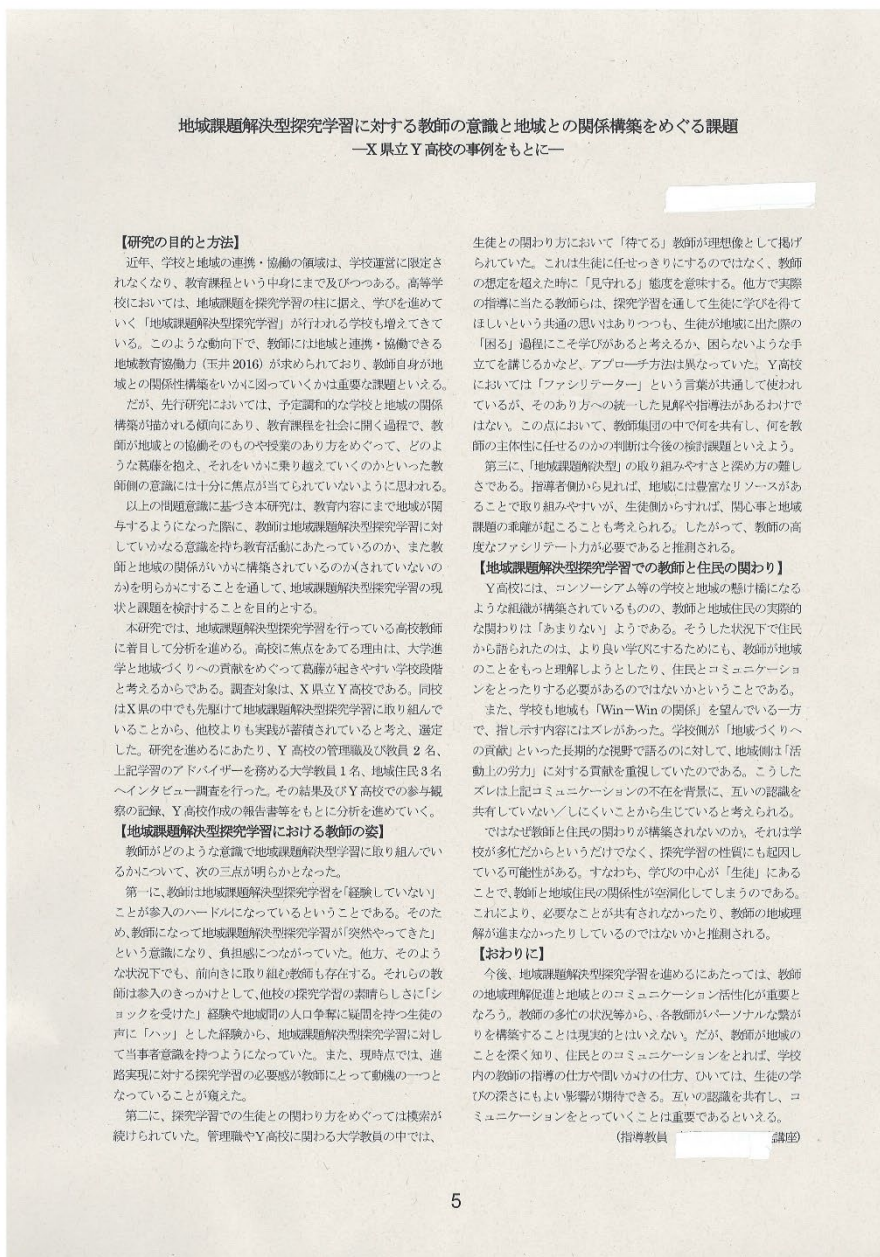 地域課題解決型探究学習に対する教師の意識と地域との関係構築をめぐる課題
―X 県立 Y 高校の事例をもとに―
【研究の目的と方法】
近年、学校と地域の連携・協働の領域は、学校運営に限定さ
れなくなり、教育課程という中身にまで及びつつある。高等学
校においては、地域課題を探究学習の柱に据え、学びを進めて
いく「地域課題解決型探究学習」が行われる学校も増えてきて
いる。このような動向下で、教師には地域と連携・協働できる
地域教育協働力（玉井 2016）が求められており、教師自身が地
域との関係性構築をいかに図っていくかは重要な課題といえる。
だが、先行研究においては、予定調和的な学校と地域の関係
構築が描かれる傾向にあり、教育課程を社会に開く過程で、教
師が地域との協働そのものや授業のあり方をめぐって、どのよ
うな葛藤を抱え、それをいかに乗り越えていくのかといった教
師側の意識には十分に焦点が当てられていないように思われる。
以上の問題意識に基づき本研究は、教育内容にまで地域が関
与するようになった際に、教師は地域課題解決型探究学習に対
していかなる意識を持ち教育活動にあたっているのか、また教
師と地域の関係がいかに構築されているのか(されていないの
か)を明らかにすることを通して、地域課題解決型探究学習の現
状と課題を検討することを目的とする。
本研究では、地域課題解決型探究学習を行っている高校教師
に着目して分析を進める。高校に焦点をあてる理由は、大学進
学と地域づくりへの貢献をめぐって葛藤が起きやすい学校段階
と考えるからである。調査対象は、X 県立 Y 高校である。同校
は X 県の中でも先駆けて地域課題解決型探究学習に取り組んで
いることから、他校よりも実践が蓄積されていると考え、選定
した。研究を進めるにあたり、Y 高校の管理職及び教員 2 名、
上記学習のアドバイザーを務める大学教員 1 名、地域住民 3 名
へインタビュー調査を行った。その結果及び Y 高校での参与観
察の記録、Y 高校作成の報告書等をもとに分析を進めていく。
【地域課題解決型探究学習における教師の姿】
教師がどのような意識で地域課題解決型学習に取り組んでい
るかについて、次の三点が明らかとなった。
第一に、教師は地域課題解決型探究学習を「経験していない」
ことが参入のハードルになっているということである。そのた
め、教師になって地域課題解決型探究学習が「突然やってきた」
という意識になり、負担感につながっていた。他方、そのよう
な状況下でも、前向きに取り組む教師も存在する。それらの教
師は参入のきっかけとして、他校の探究学習の素晴らしさに「シ
ョックを受けた」経験や地域間の人口争奪に疑問を持つ生徒の
声に「ハッ」とした経験から、地域課題解決型探究学習に対し
て当事者意識を持つようになっていた。また、現時点では、進
路実現に対する探究学習の必要感が教師にとって動機の一つと
なっていることが窺えた。
第二に、探究学習での生徒との関わり方をめぐっては模索が
続けられていた。管理職や Y 高校に関わる大学教員の中では、
生徒との関わり方において「待てる」教師が理想像として掲げ
られていた。これは生徒に任せっきりにするのではなく、教師
の想定を超えた時に「見守れる」態度を意味する。他方で実際
の指導に当たる教師らは、探究学習を通して生徒に学びを得て
ほしいという共通の思いはありつつも、生徒が地域に出た際の
「困る」過程にこそ学びがあると考えるか、困らないような手
立てを講じるかなど、アプローチ方法は異なっていた。Y 高校
においては「ファシリテーター」という言葉が共通して使われ
ているが、そのあり方への統一した見解や指導法があるわけで
はない。この点において、教師集団の中で何を共有し、何を教
師の主体性に任せるのかの判断は今後の検討課題といえよう。
第三に、「地域課題解決型」の取り組みやすさと深め方の難し
さである。指導者側から見れば、地域には豊富なリソースがあ
ることで取り組みやすいが、生徒側からすれば、関心事と地域
課題の乖離が起こることも考えられる。したがって、教師の高
度なファシリテート力が必要であると推測される。
【地域課題解決型探究学習での教師と住民の関わり】
Y 高校には、コンソーシアム等の学校と地域の懸け橋になる
ような組織が構築されているものの、教師と地域住民の実際的
な関わりは「あまりない」ようである。そうした状況下で住民
から語られたのは、より良い学びにするためにも、教師が地域
のことをもっと理解しようとしたり、住民とコミュニケーショ
ンをとったりする必要があるのではないかということである。
また、学校も地域も「Win－Win の関係」を望んでいる一方
で、指し示す内容にはズレがあった。学校側が「地域づくりへ
の貢献」といった長期的な視野で語るのに対して、地域側は「活
動上の労力」に対する貢献を重視していたのである。こうした
ズレは上記コミュニケーションの不在を背景に、互いの認識を
共有していない／しにくいことから生じていると考えられる。
ではなぜ教師と住民の関わりが構築されないのか。それは学
校が多忙だからというだけでなく、探究学習の性質にも起因し
ている可能性がある。すなわち、学びの中心が「生徒」にある
ことで、教師と地域住民の関係性が空洞化してしまうのである。
これにより、必要なことが共有されなかったり、教師の地域理
解が進まなかったりしているのではないかと推測される。
【おわりに】
今後、地域課題解決型探究学習を進めるにあたっては、教師
の地域理解促進と地域とのコミュニケーション活性化が重要と
なろう。教師の多忙の状況等から、各教師がパーソナルな繋が
りを構築することは現実的とはいえない。だが、教師が地域の
ことを深く知り、住民とのコミュニケーションをとれば、学校
内の教師の指導の仕方や問いかけの仕方、ひいては、生徒の学
びの深さにもよい影響が期待できる。互いの認識を共有し、コ
ミュニケーションをとっていくことは重要であるといえる。
(指導教員 講座)
5